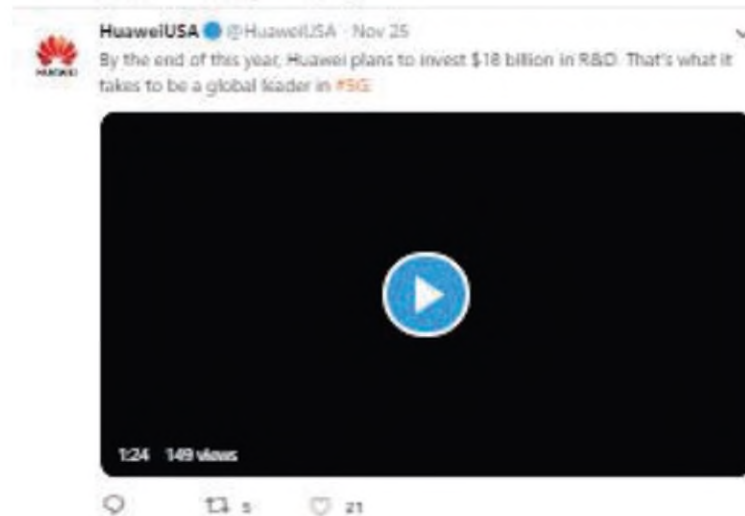 HUAWEI
HuaweiUSA @HuaweiUSA · Nov 25
By the end of this year, Huawei plans to invest $18 billion in R&D. That's what it
takes to be a global leader in #5G.
1:24 149 views
5 21